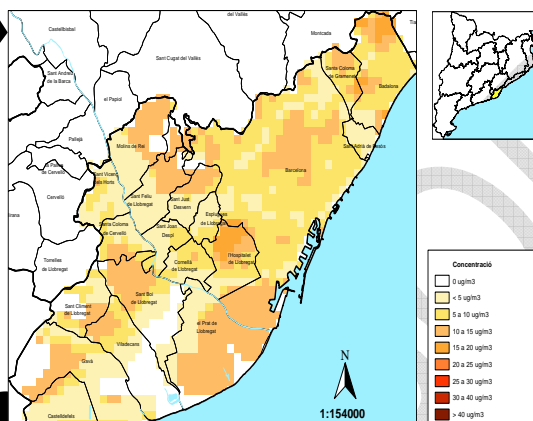 del Vallès
Castellbisbal
Montcada
Sant Cugat del Vallès
Santa Coloma
de Gramenet
Sant Andreu
de la Barca
Badalona
el Papiol
Pallejà
Molins de Rei
Sant Adrià de Besòs
de Cervelló
Sant Vicenç
dels Horts
Barcelona
Cervelló
Sant Feliu
de Llobregat
Sant Just
Desvern
Esplugues
de Llobregat
Santa Coloma
de Cervelló
Sant Joan
Despí
Torrelles
de Llobregat
Cornellà
de Llobregat
l'Hospitalet
de Llobregat
Sant Boi
de Llobregat
Sant Climent
de Llobregat
el Prat de
Llobregat
Viladecans
Gavà
Castelldefels
N
1:154000
Concentració
0 ug/m3
< 5 ug/m3
5 a 10 ug/m3
10 a 15 ug/m3
15 a 20 ug/m3
20 a 25 ug/m3
25 a 30 ug/m3
30 a 40 ug/m3
> 40 ug/m3